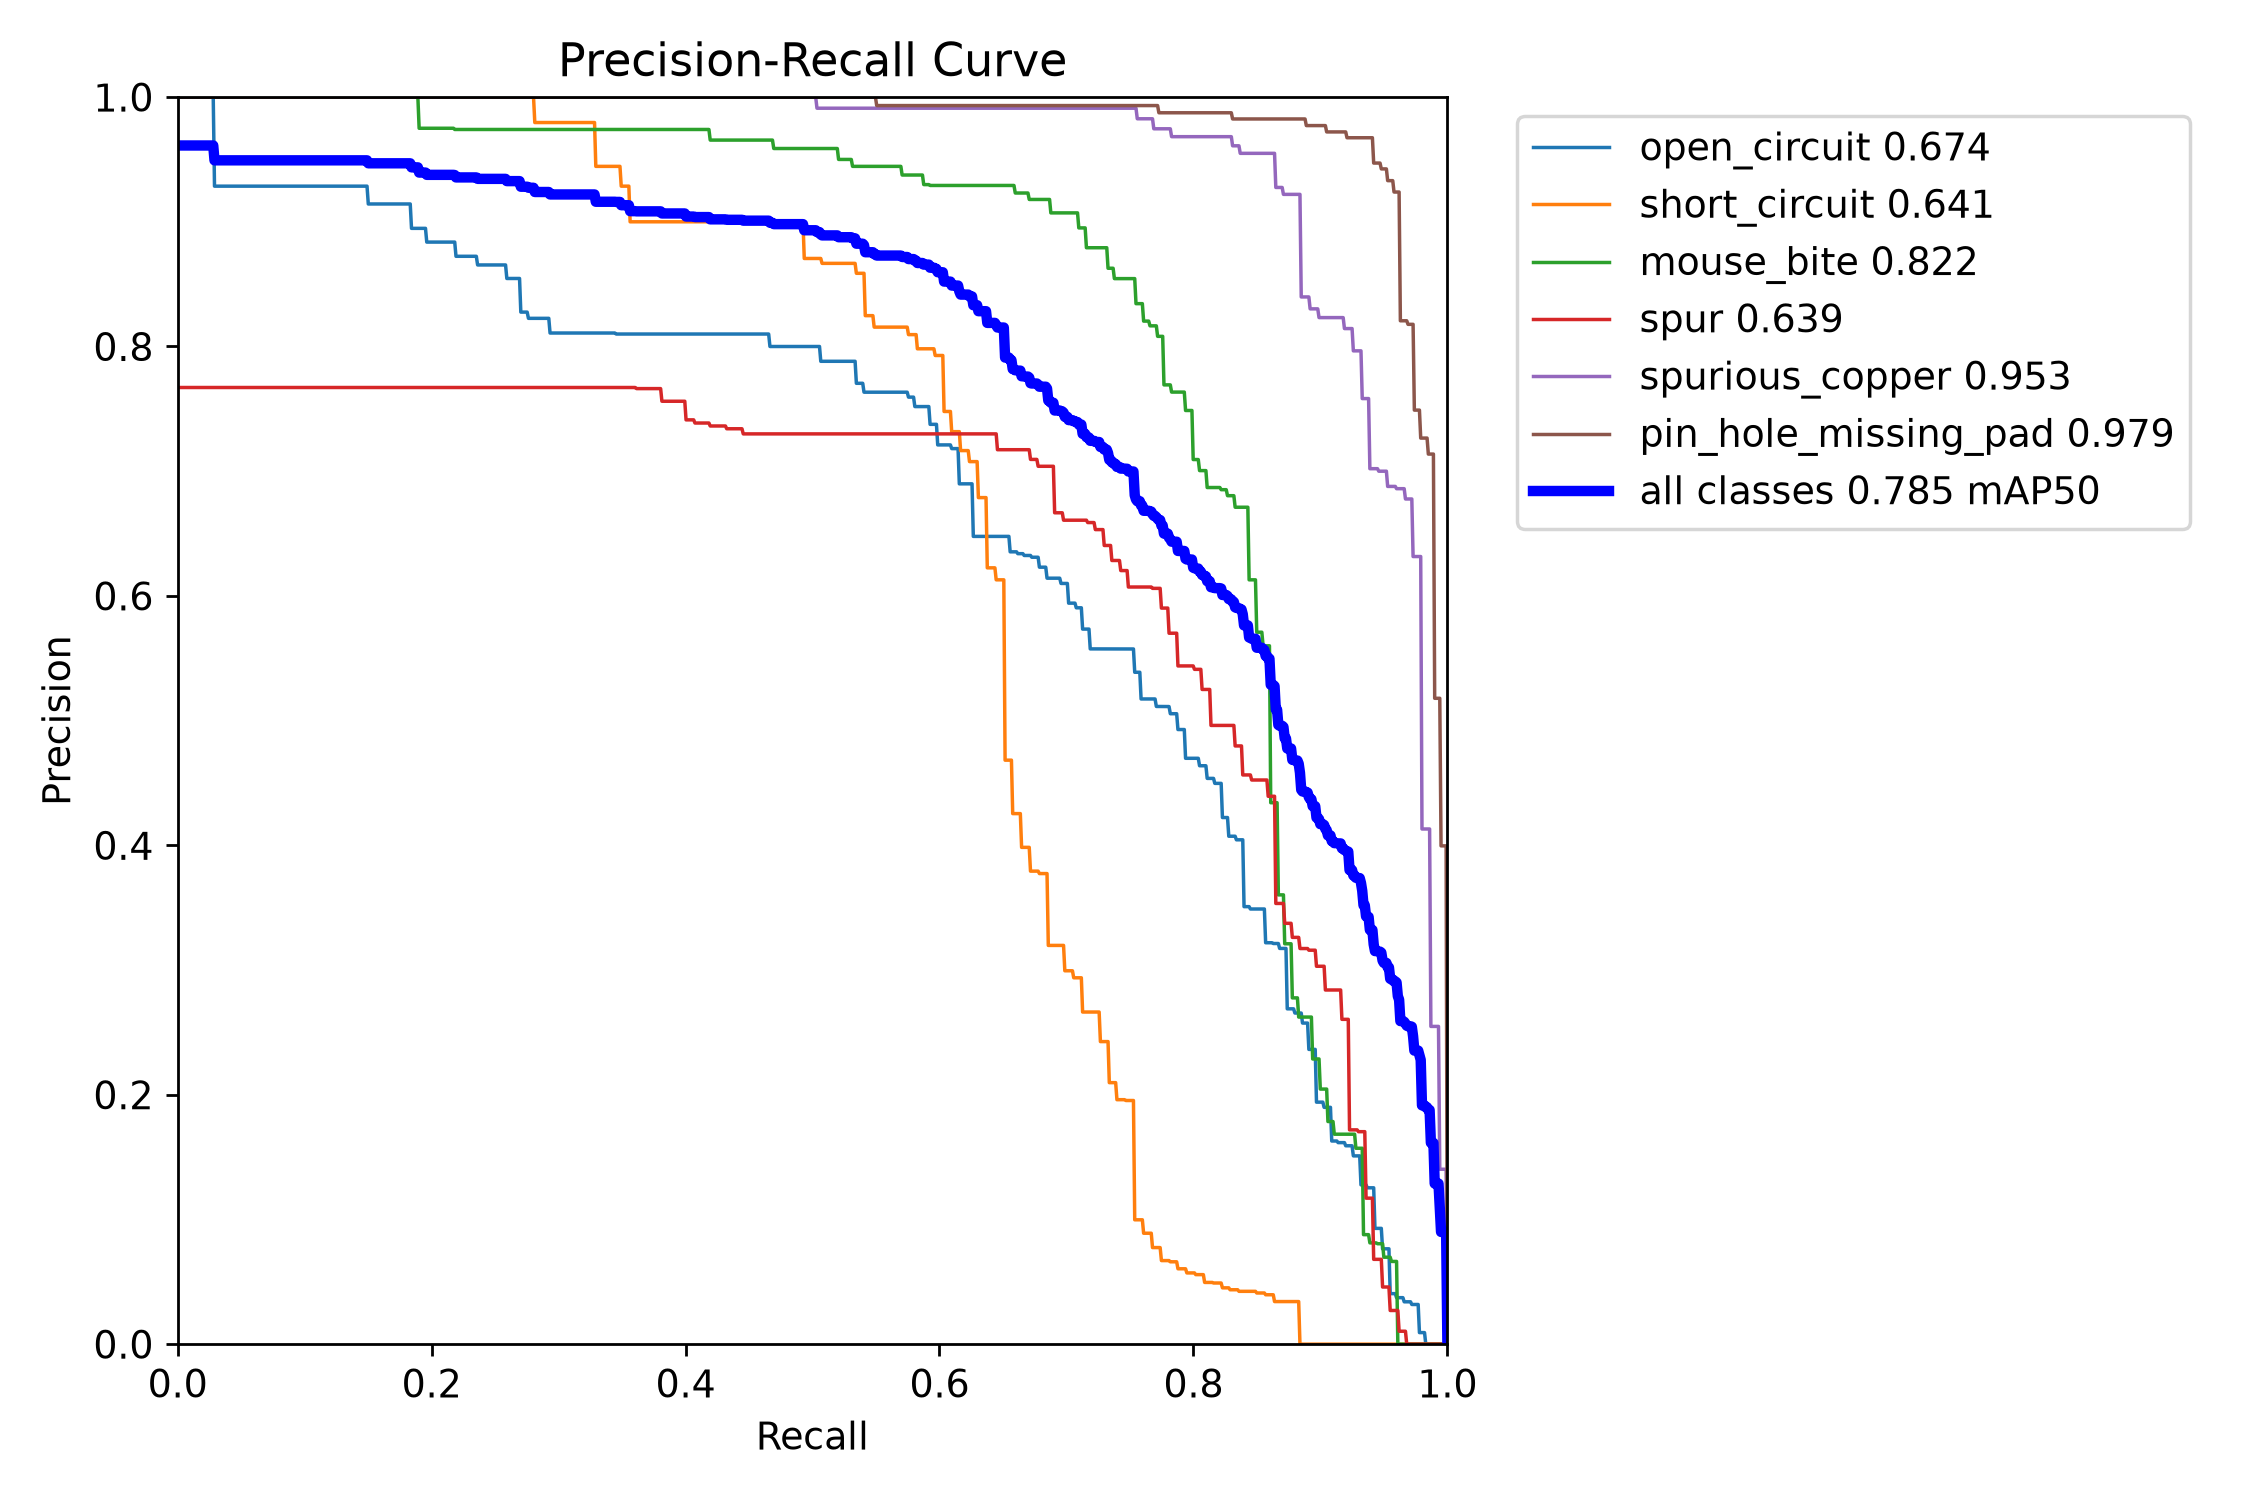 Precision-Recall Curve
1.0
0.8
0.6
0.4
0.2
0.0
Precision
0.0 0.2 0.4 0.6 0.8 1.0
Recall
open_circuit 0.674
short_circuit 0.641
mouse_bite 0.822
spur 0.639
spurious_copper 0.953
pin_hole_missing_pad 0.979
all classes 0.785 mAP50